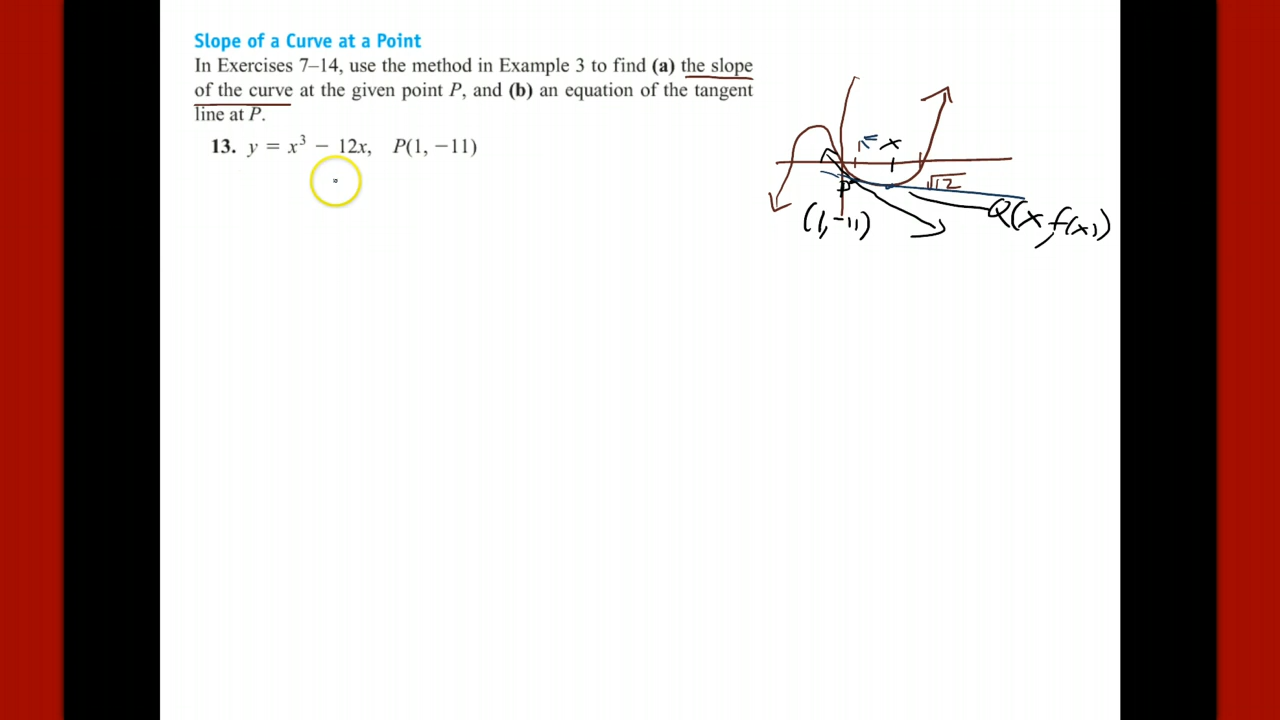 Slope of a Curve at a Point
In Exercises 7–14, use the method in Example 3 to find (a) the slope
of the curve at the given point P, and (b) an equation of the tangent
line at P.
13. y = x³ − 12x, P(1, −11)
x
√12
P
(1, -11)
Q(x, f(x))